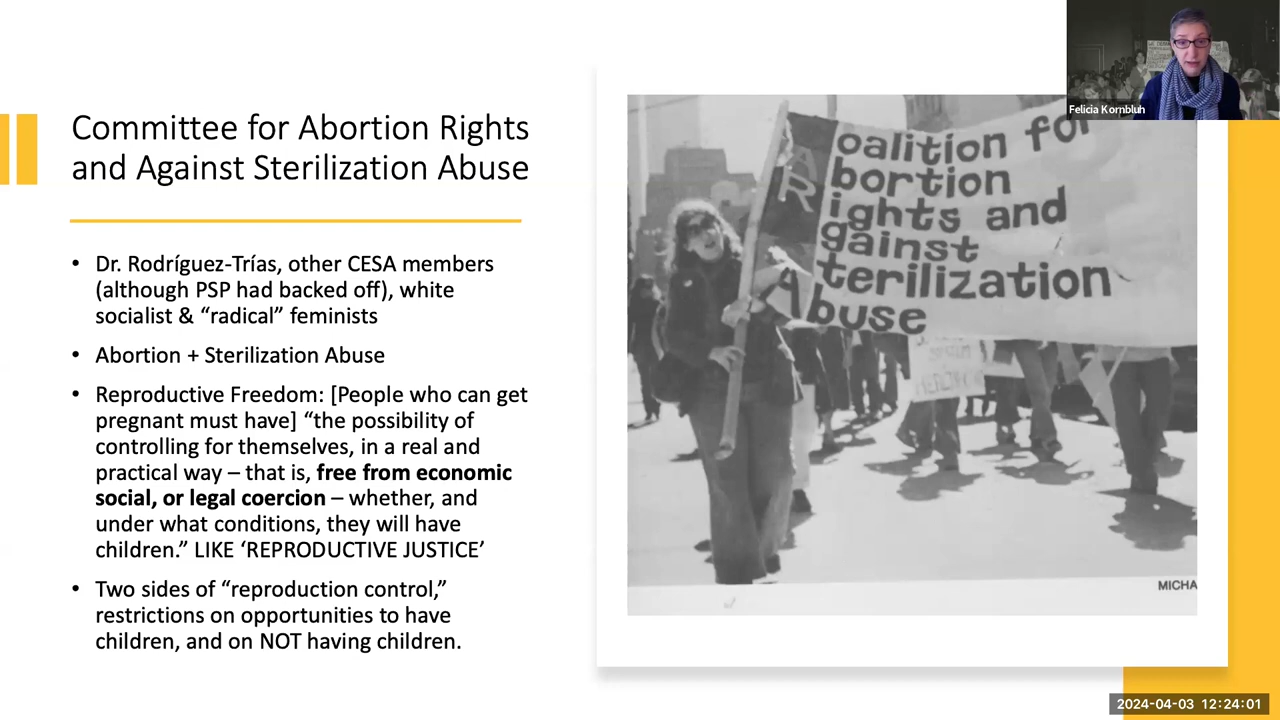 Felicia Kornbluh
Committee for Abortion Rights
and Against Sterilization Abuse
• Dr. Rodríguez-Trías, other CESA members
(although PSP had backed off), white
socialist & “radical” feminists
• Abortion + Sterilization Abuse
• Reproductive Freedom: [People who can get
pregnant must have] “the possibility of
controlling for themselves, in a real and
practical way – that is, free from economic
social, or legal coercion – whether, and
under what conditions, they will have
children.” LIKE ‘REPRODUCTIVE JUSTICE’
• Two sides of “reproduction control,”
restrictions on opportunities to have
children, and on NOT having children.
oalition for
A bortion
R ights and
gainst
terilization
Abuse
MICHA
2024-04-03 12:24:01